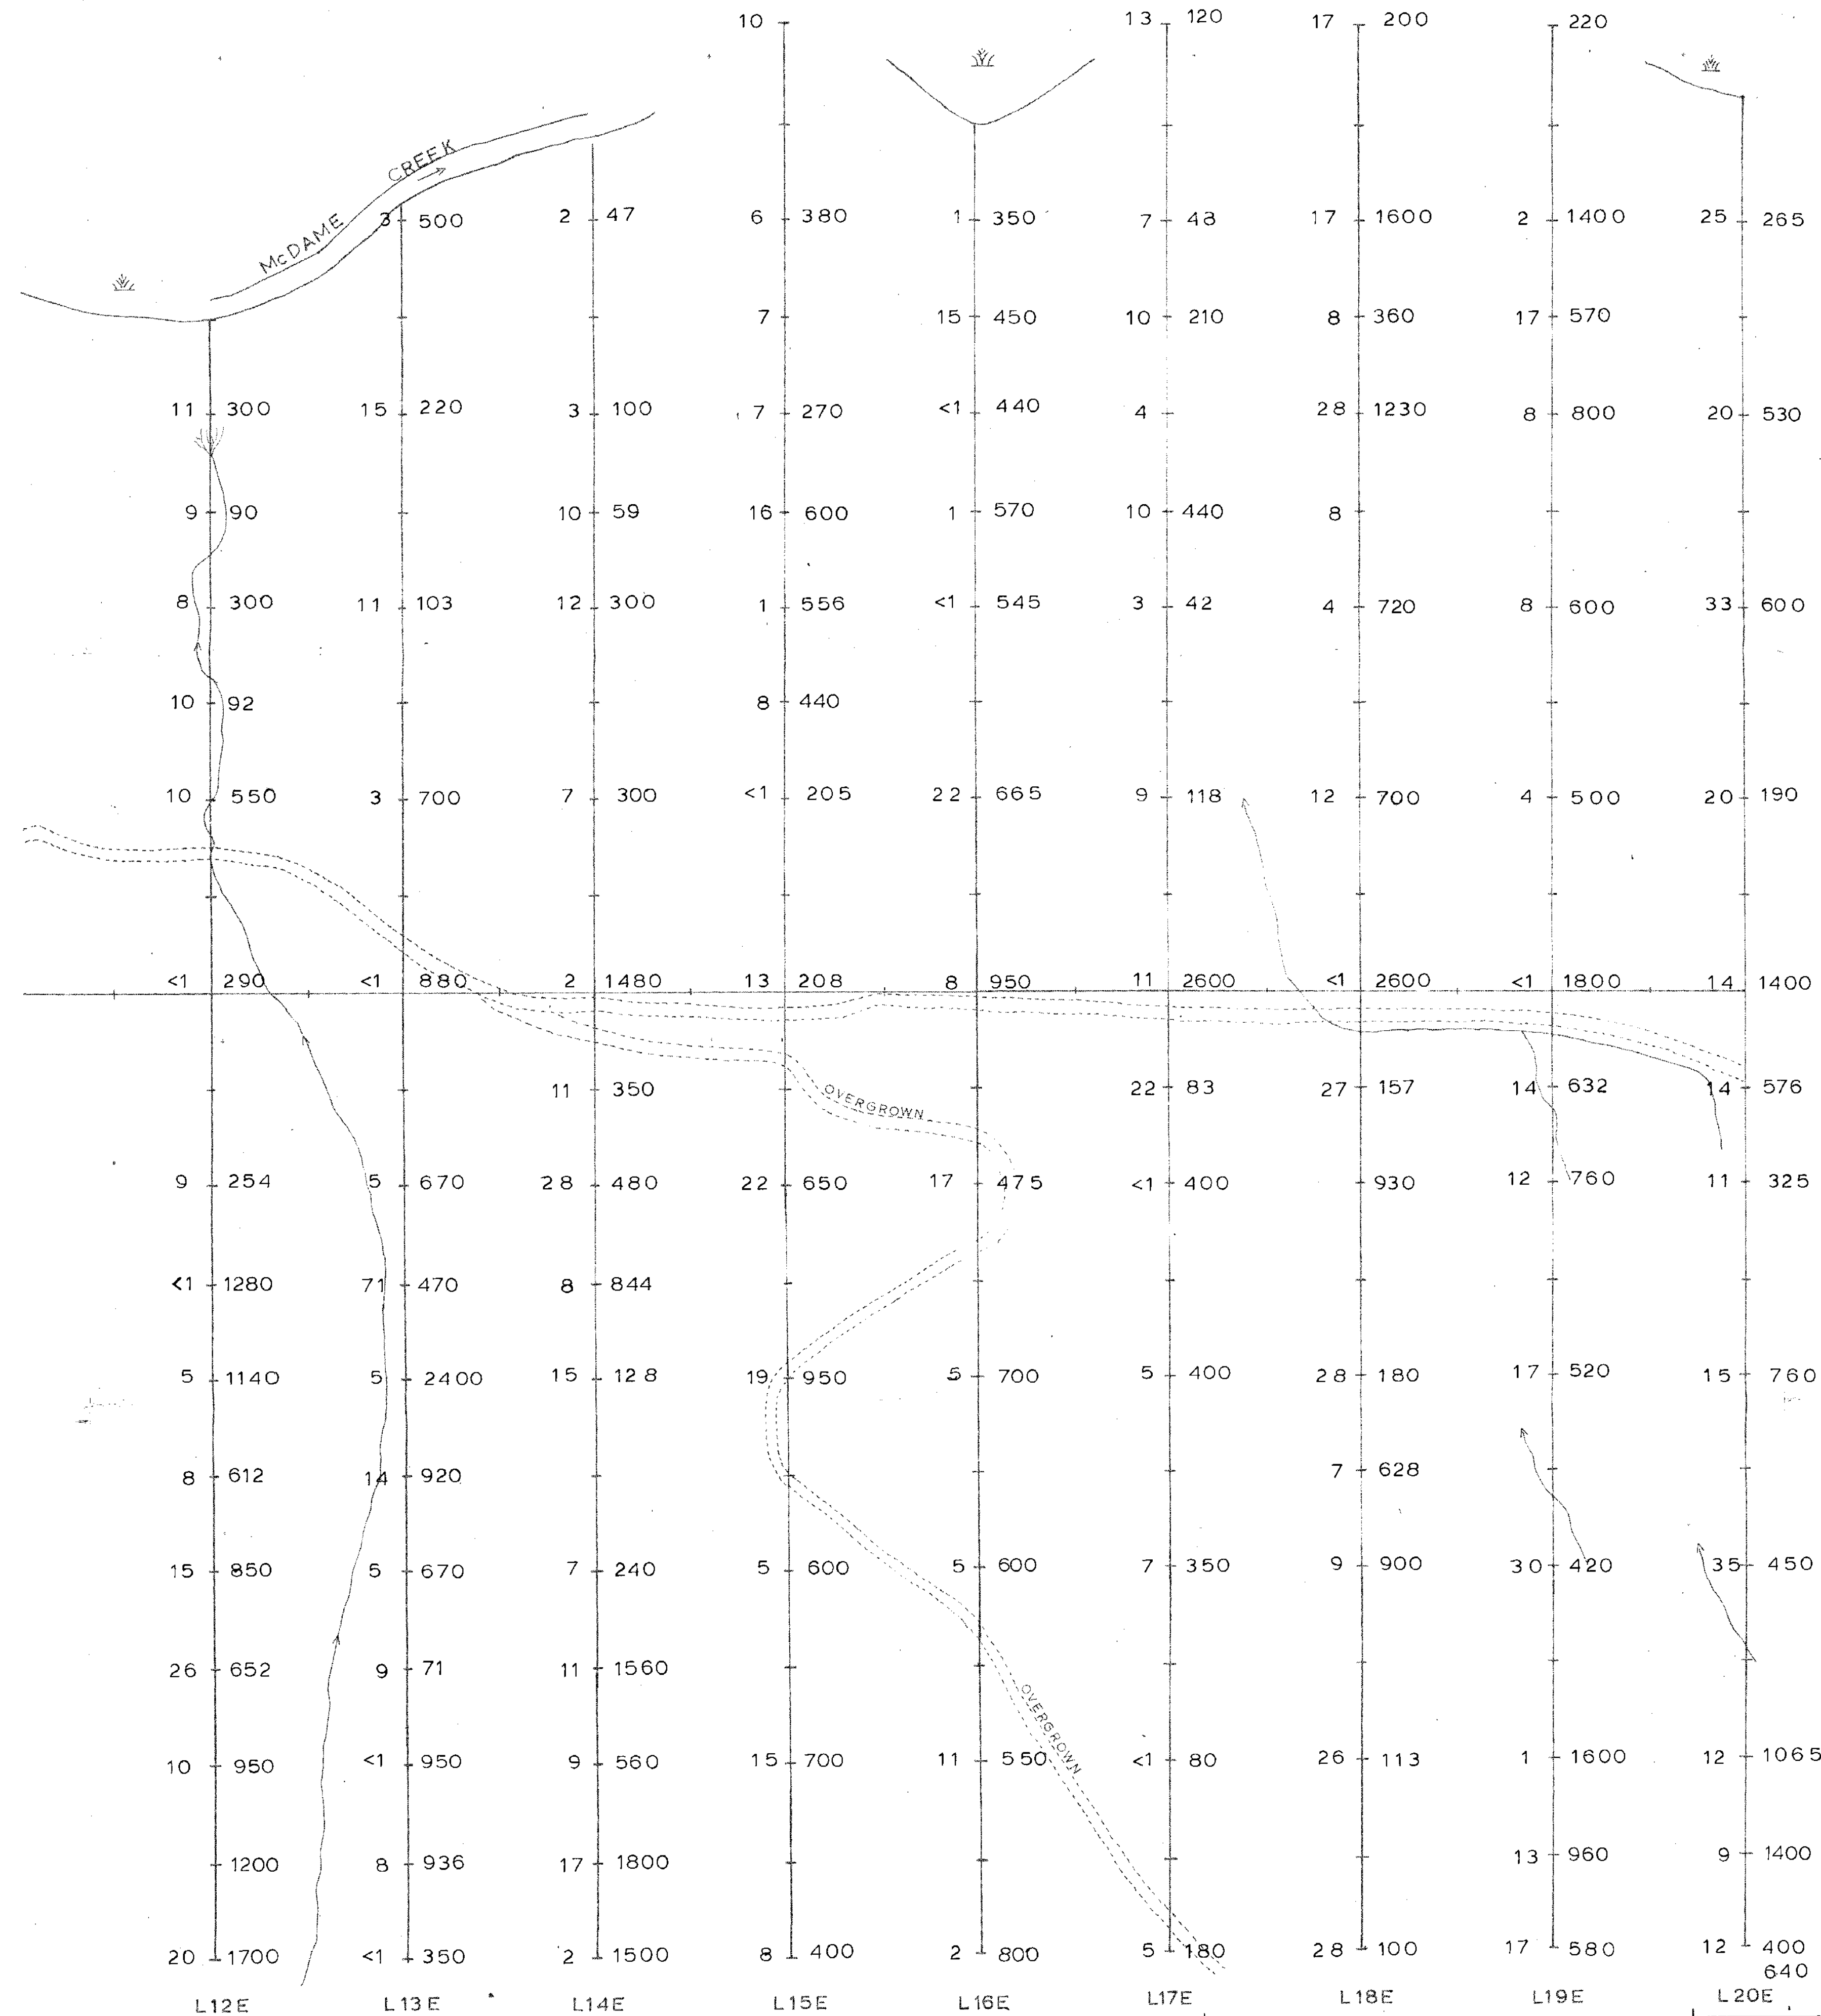 10 13 120 17 200 220
CREEK
McDAME
3 500 2 47 6 380 1 350 7 48 17 1600 2 1400 25 265
7 15 450 10 210 8 360 17 570
11 300 15 220 3 100 7 270 <1 440 4 28 1230 8 800 20 530
9 90 10 59 16 600 1 570 10 440 8
8 300 11 103 12 300 1 556 <1 545 3 42 4 720 8 600 33 600
10 92 8 440
10 550 3 700 7 300 <1 205 22 665 9 118 12 700 4 500 20 190
<1 290 <1 880 2 1480 13 208 8 950 11 2600 <1 2600 <1 1800 14 1400
11 350 22 83 27 157 14 632 14 576
OVERGROWN
9 254 5 670 28 480 22 650 17 475 <1 400 930 12 760 11 325
<1 1280 71 470 8 844
5 1140 5 2400 15 128 19 950 5 700 5 400 28 180 17 520 15 760
8 612 14 920 7 628
15 850 5 670 7 240 5 600 5 600 7 350 9 900 30 420 35 450
26 652 9 71 11 1560
OVERGROWN
10 950 <1 950 9 560 15 700 11 550 <1 80 26 113 1 1600 12 1065
1200 8 936 17 1800 13 960 9 1400
20 1700 <1 350 2 1500 8 400 2 800 5 180 28 100 17 580 12 400
640
L12E L13E L14E L15E L16E L17E L18E L19E L20E